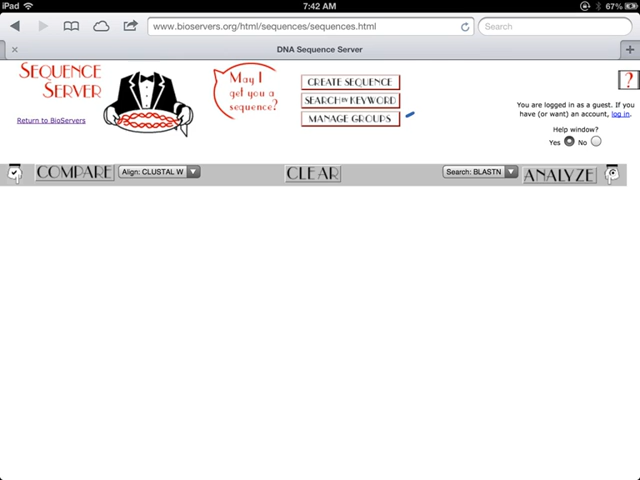 iPad
7:42 AM
67%
www.bioservers.org/html/sequences/sequences.html
Search
DNA Sequence Server
SEQUENCE
SERVER
Return to BioServers
May I
get you a
sequence?
CREATE SEQUENCE
SEARCH BY KEYWORD
MANAGE GROUPS
?
You are logged in as a guest. If you
have (or want) an account, log in.
Help window?
Yes No
COMPARE Align: CLUSTAL W CLEAR Search: BLASTN ANALYZE